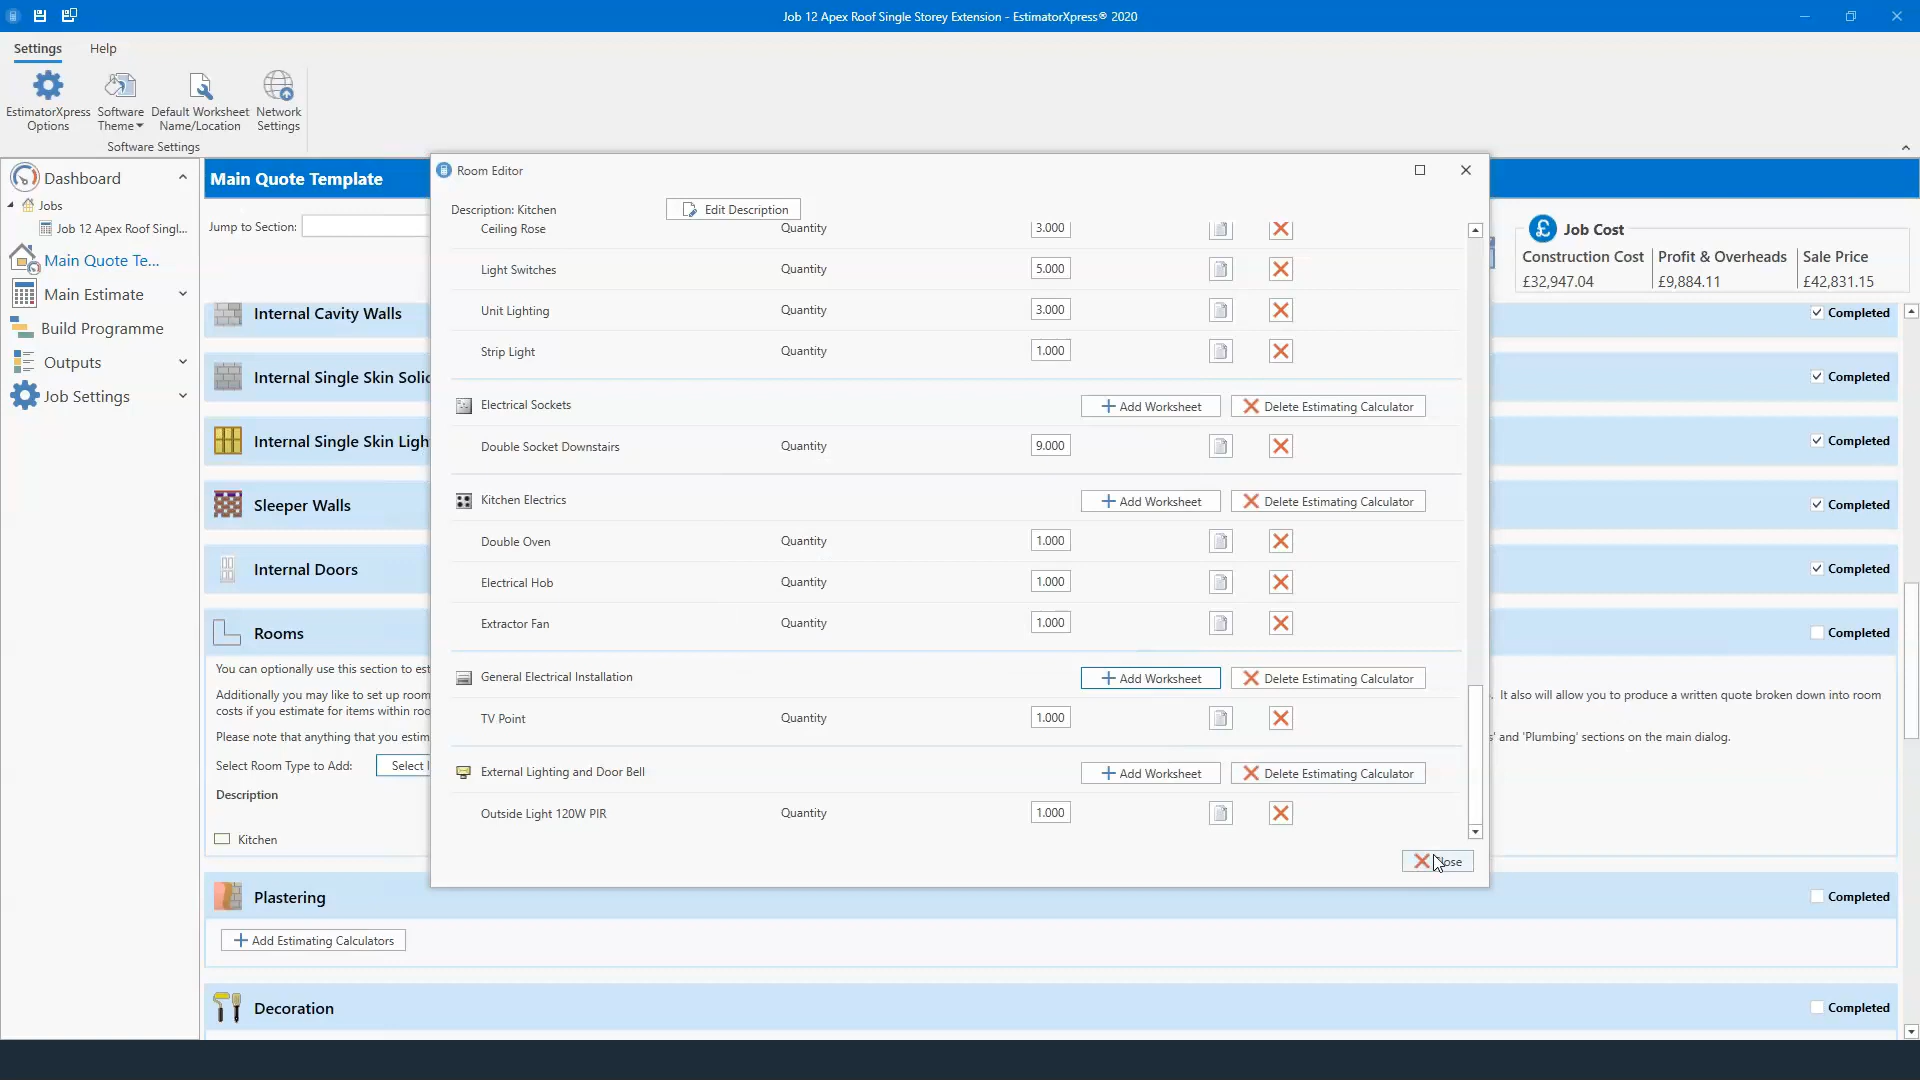 Job 12 Apex Roof Single Storey Extension - EstimatorXpress® 2020
Settings
Help
EstimatorXpress Options
Software Theme
Default Worksheet Name/Location
Network Settings
Software Settings
Dashboard
Jobs
Job 12 Apex Roof Singl...
Main Quote Te...
Main Estimate
Build Programme
Outputs
Job Settings
Main Quote Template
Jump to Section:
Job Cost
Construction Cost
Profit & Overheads
Sale Price
£32,947.04
£9,884.11
£42,831.15
Internal Cavity Walls
Completed
Internal Single Skin Solid
Completed
Internal Single Skin Ligh
Completed
Sleeper Walls
Completed
Internal Doors
Completed
Rooms
Completed
You can optionally use this section to est
Additionally you may like to set up room
. It also will allow you to produce a written quote broken down into room
costs if you estimate for items within roo
Please note that anything that you estim
s' and 'Plumbing' sections on the main dialog.
Select Room Type to Add:
Select
Description
Kitchen
Plastering
Completed
Add Estimating Calculators
Decoration
Completed
Room Editor
Description: Kitchen
Edit Description
Ceiling Rose Quantity 3.000
Light Switches Quantity 5.000
Unit Lighting Quantity 3.000
Strip Light Quantity 1.000
Electrical Sockets
Add Worksheet
Delete Estimating Calculator
Double Socket Downstairs Quantity 9.000
Kitchen Electrics
Add Worksheet
Delete Estimating Calculator
Double Oven Quantity 1.000
Electrical Hob Quantity 1.000
Extractor Fan Quantity 1.000
General Electrical Installation
Add Worksheet
Delete Estimating Calculator
TV Point Quantity 1.000
External Lighting and Door Bell
Add Worksheet
Delete Estimating Calculator
Outside Light 120W PIR Quantity 1.000
Close